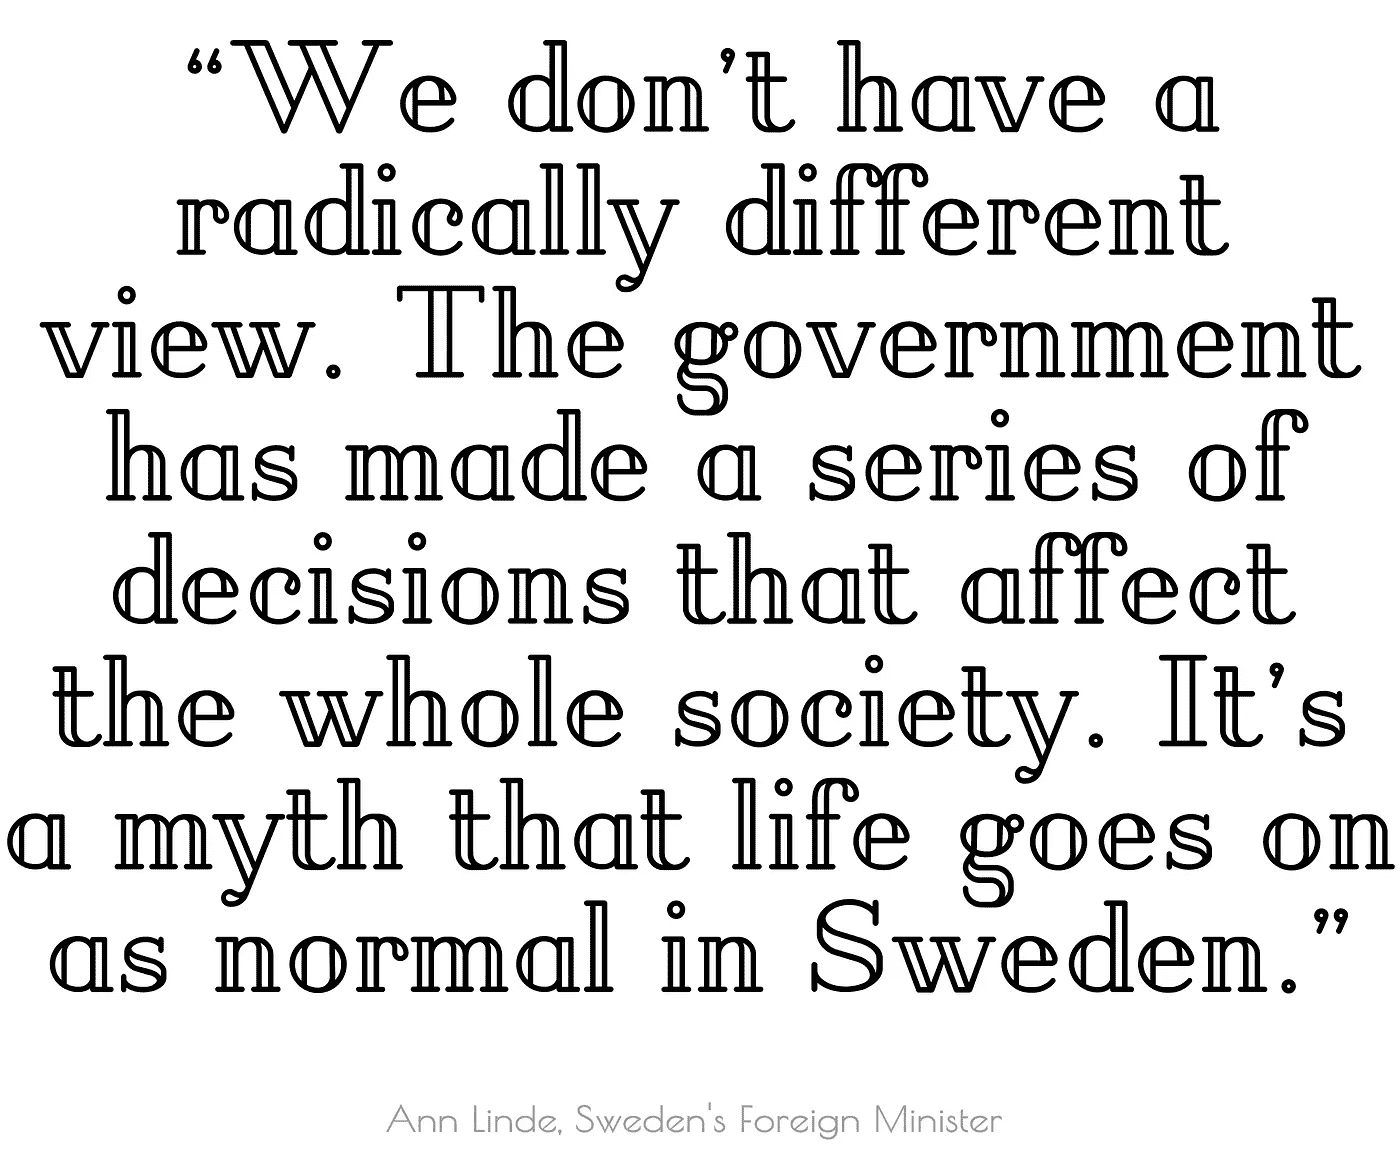 “We don’t have a
radically different
view. The government
has made a series of
decisions that affect
the whole society. It’s
a myth that life goes on
as normal in Sweden.”
Ann Linde, Sweden's Foreign Minister